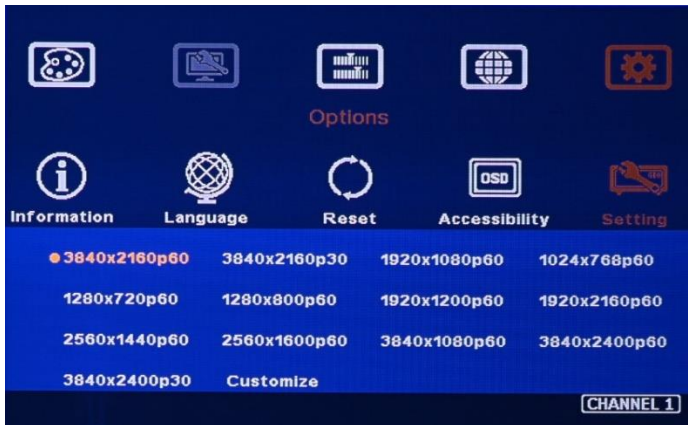 Options
OSD
Information Language Reset Accessibility Setting
3840x2160p60 3840x2160p30 1920x1080p60 1024x768p60
1280x720p60 1280x800p60 1920x1200p60 1920x2160p60
2560x1440p60 2560x1600p60 3840x1080p60 3840x2400p60
3840x2400p30 Customize
CHANNEL 1